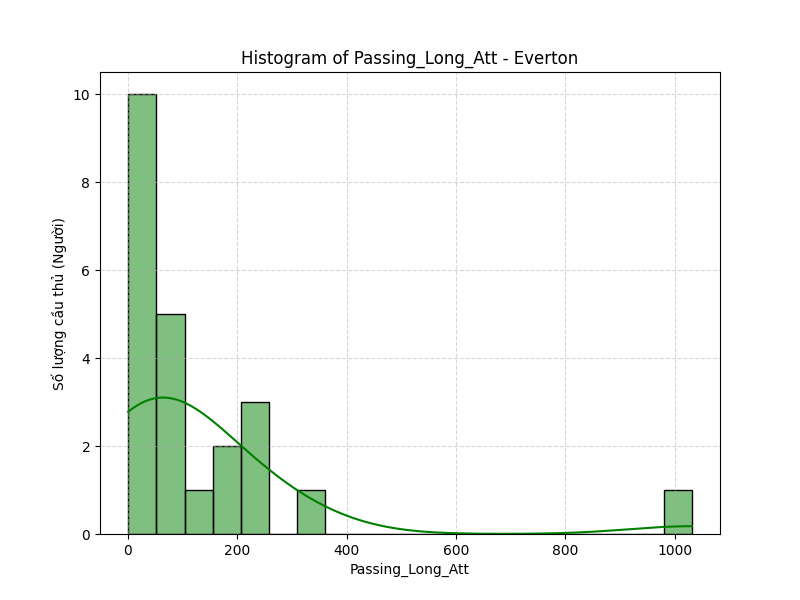 Histogram of Passing_Long_Att - Everton
Số lượng cầu thủ (Người)
10
8
6
4
2
0
0 200 400 600 800 1000
Passing_Long_Att